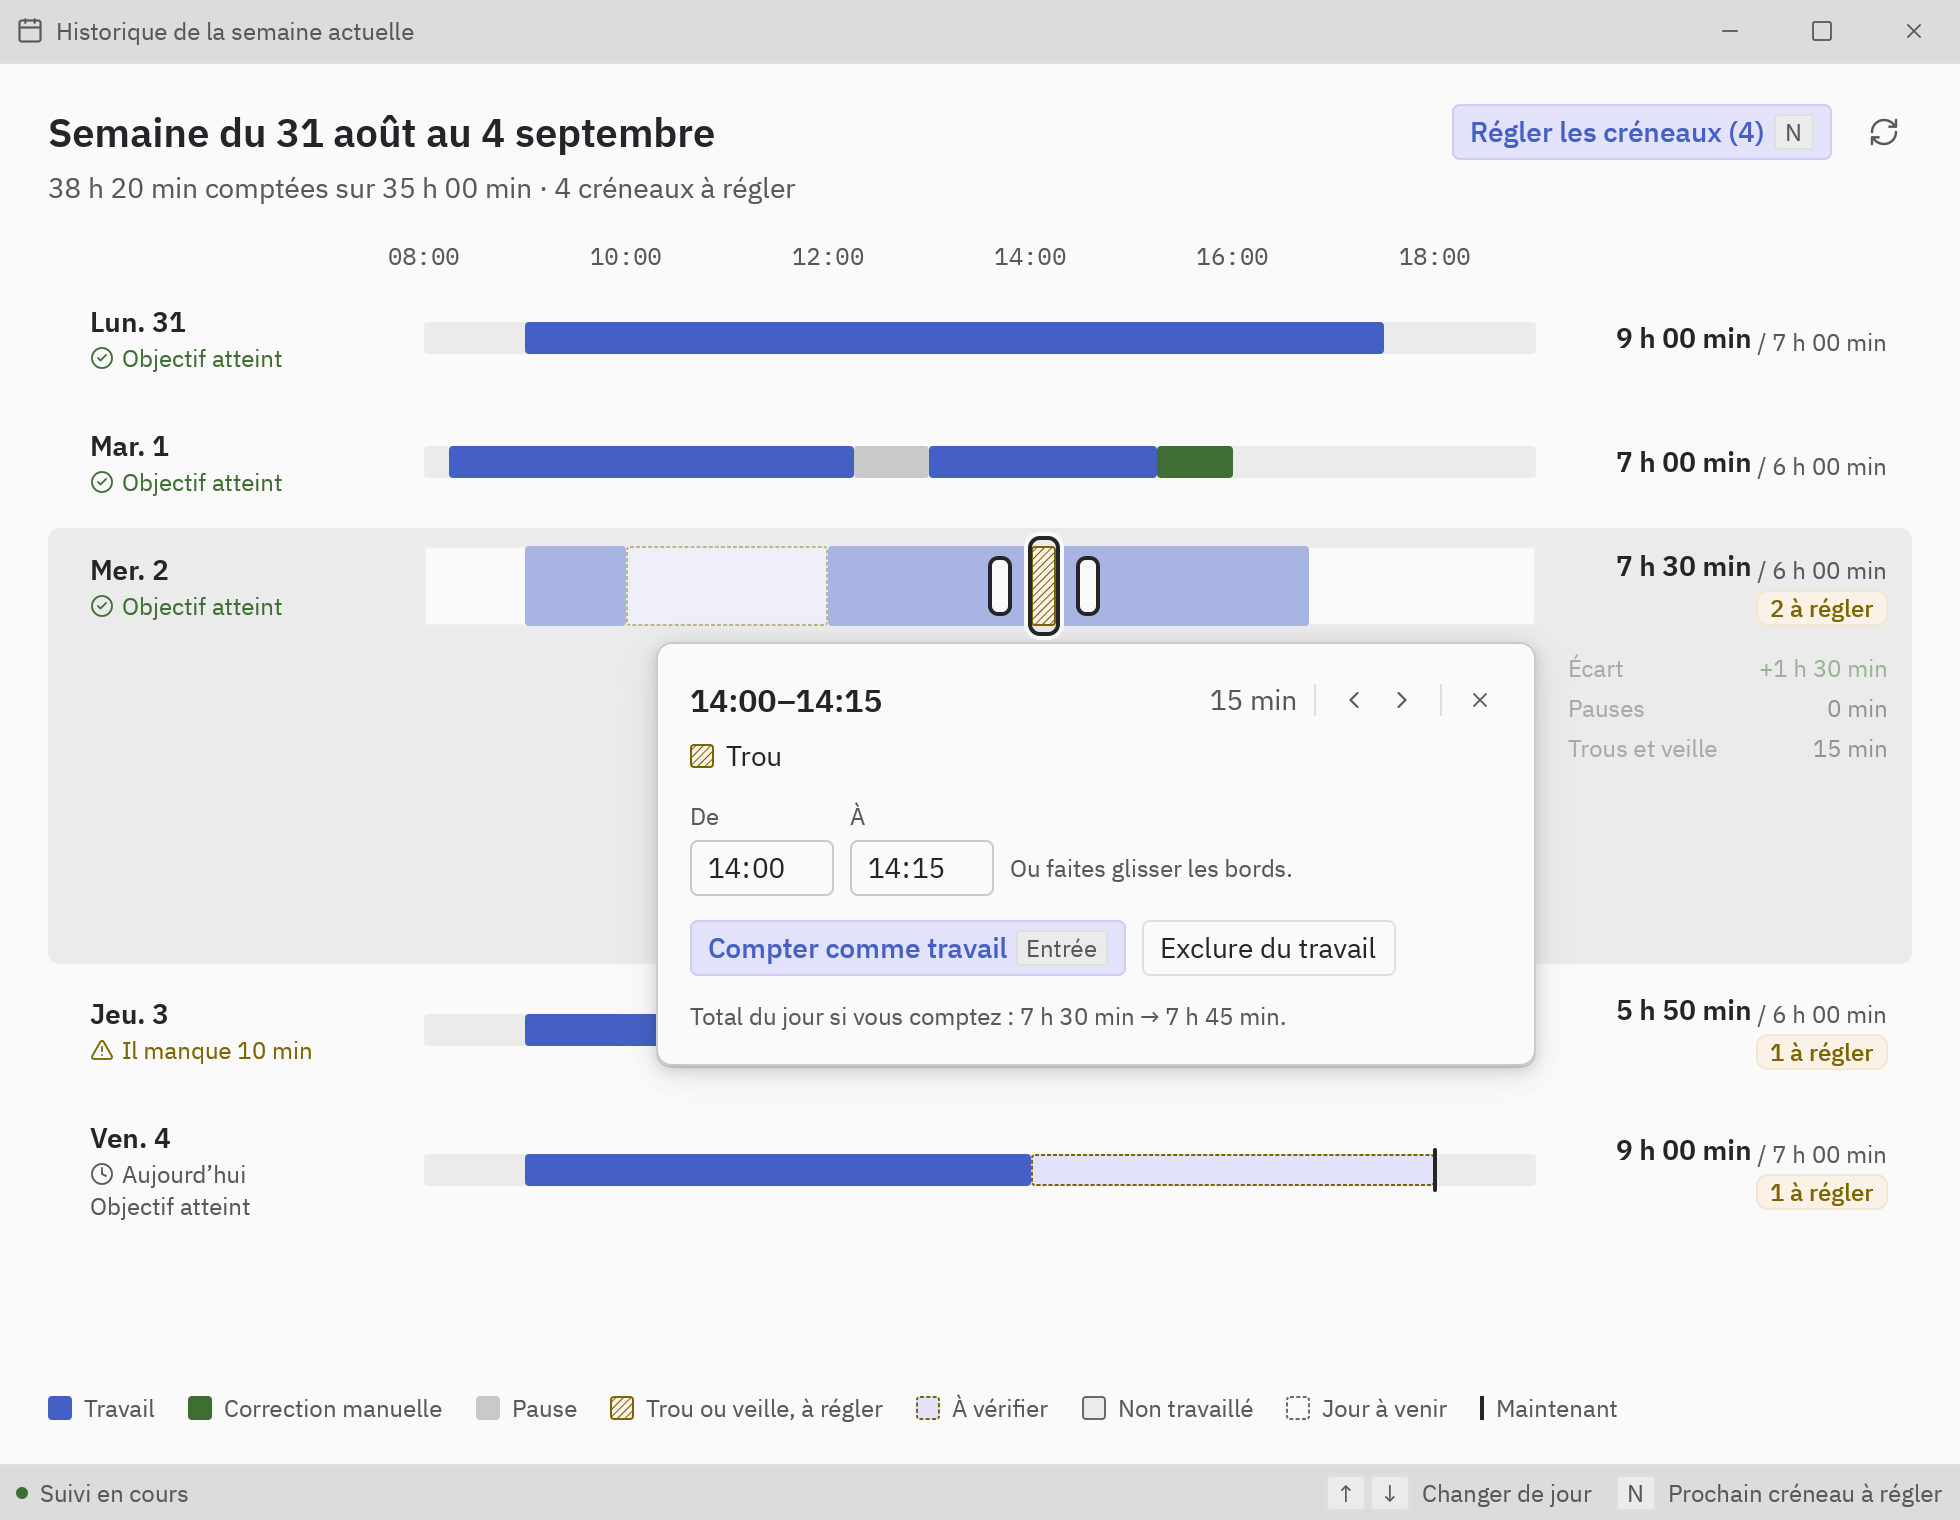 Historique de la semaine actuelle
Semaine du 31 août au 4 septembre
Régler les créneaux (4) N
38 h 20 min comptées sur 35 h 00 min · 4 créneaux à régler
08:00 10:00 12:00 14:00 16:00 18:00
Lun. 31
Objectif atteint
9 h 00 min / 7 h 00 min
Mar. 1
Objectif atteint
7 h 00 min / 6 h 00 min
Mer. 2
Objectif atteint
7 h 30 min / 6 h 00 min
2 à régler
Écart +1 h 30 min
Pauses 0 min
Trous et veille 15 min
14:00–14:15 15 min
Trou
De À
14:00 14:15 Ou faites glisser les bords.
Compter comme travail Entrée Exclure du travail
Total du jour si vous comptez : 7 h 30 min → 7 h 45 min.
Jeu. 3
Il manque 10 min
5 h 50 min / 6 h 00 min
1 à régler
Ven. 4
Aujourd’hui
Objectif atteint
9 h 00 min / 7 h 00 min
1 à régler
Travail Correction manuelle Pause Trou ou veille, à régler À vérifier Non travaillé Jour à venir Maintenant
Suivi en cours ↑ ↓ Changer de jour N Prochain créneau à régler